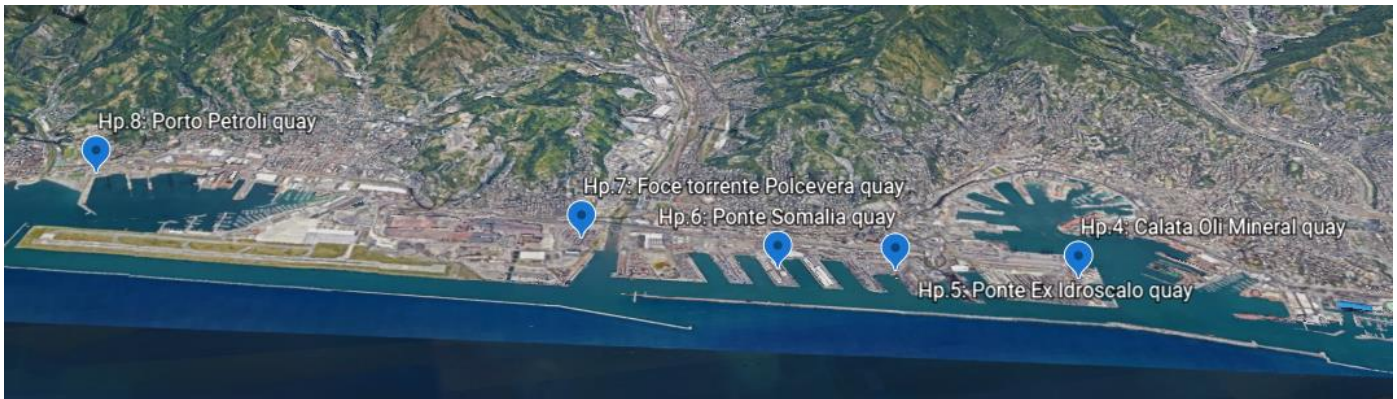 Hp.8: Porto Petroli quay
Hp.7: Foce torrente Polcevera quay
Hp.6: Ponte Somalia quay
Hp.4: Calata Oli Mineral quay
Hp.5: Ponte Ex Idroscalo quay